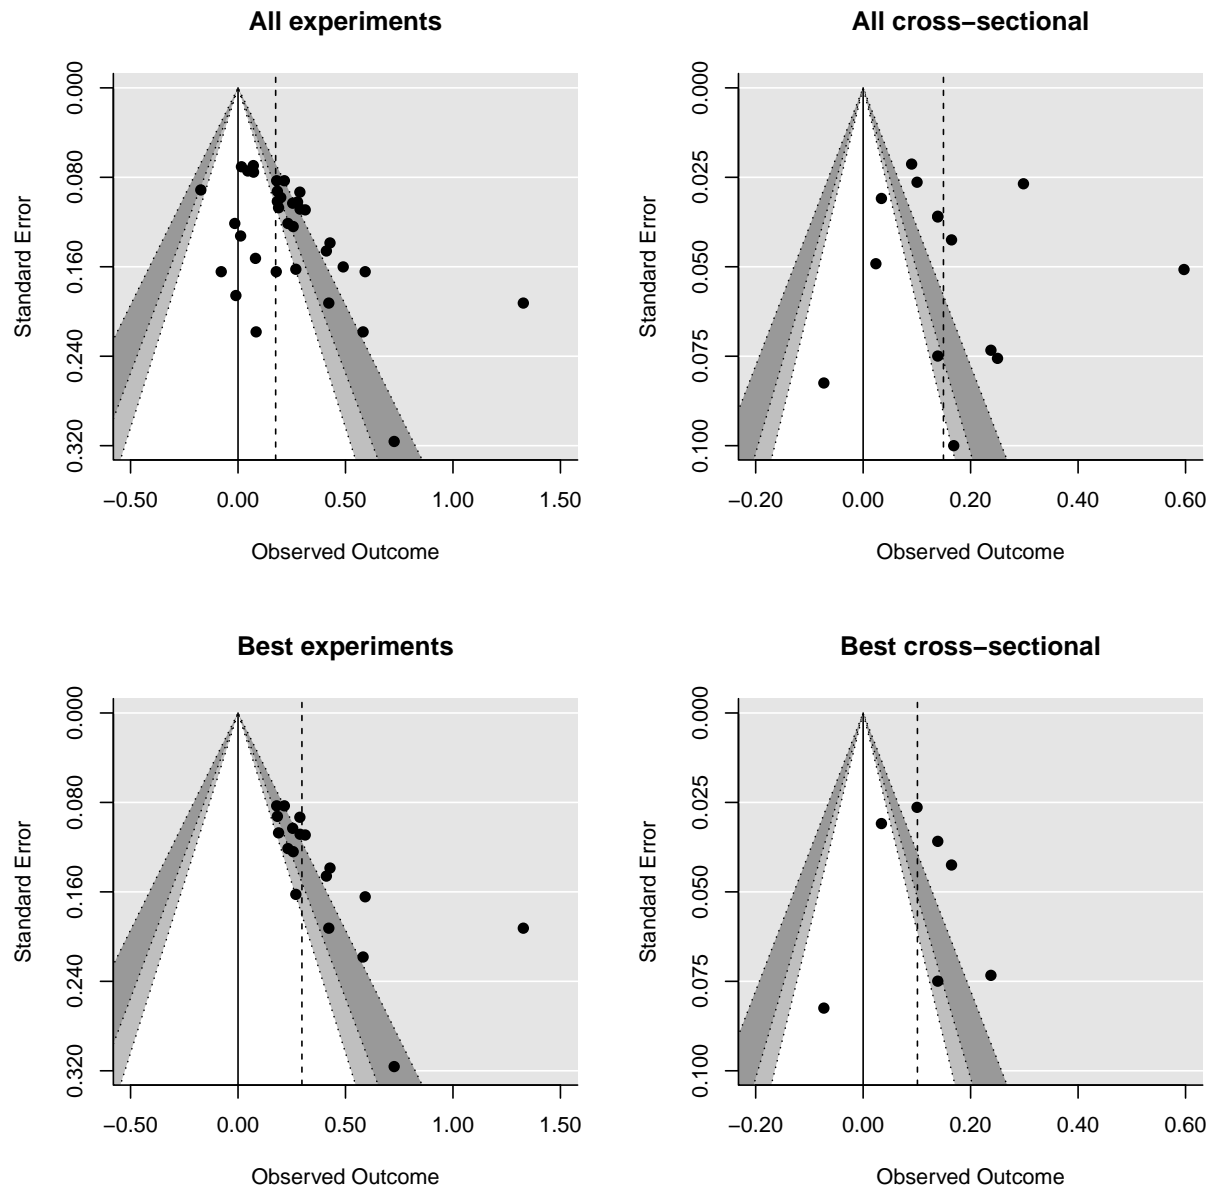 All experiments
0.000
0.080
0.160
0.240
0.320
Standard Error
−0.50 0.00 0.50 1.00 1.50
Observed Outcome
All cross−sectional
0.000
0.025
0.050
0.075
0.100
Standard Error
−0.20 0.00 0.20 0.40 0.60
Observed Outcome
Best experiments
0.000
0.080
0.160
0.240
0.320
Standard Error
−0.50 0.00 0.50 1.00 1.50
Observed Outcome
Best cross−sectional
0.000
0.025
0.050
0.075
0.100
Standard Error
−0.20 0.00 0.20 0.40 0.60
Observed Outcome